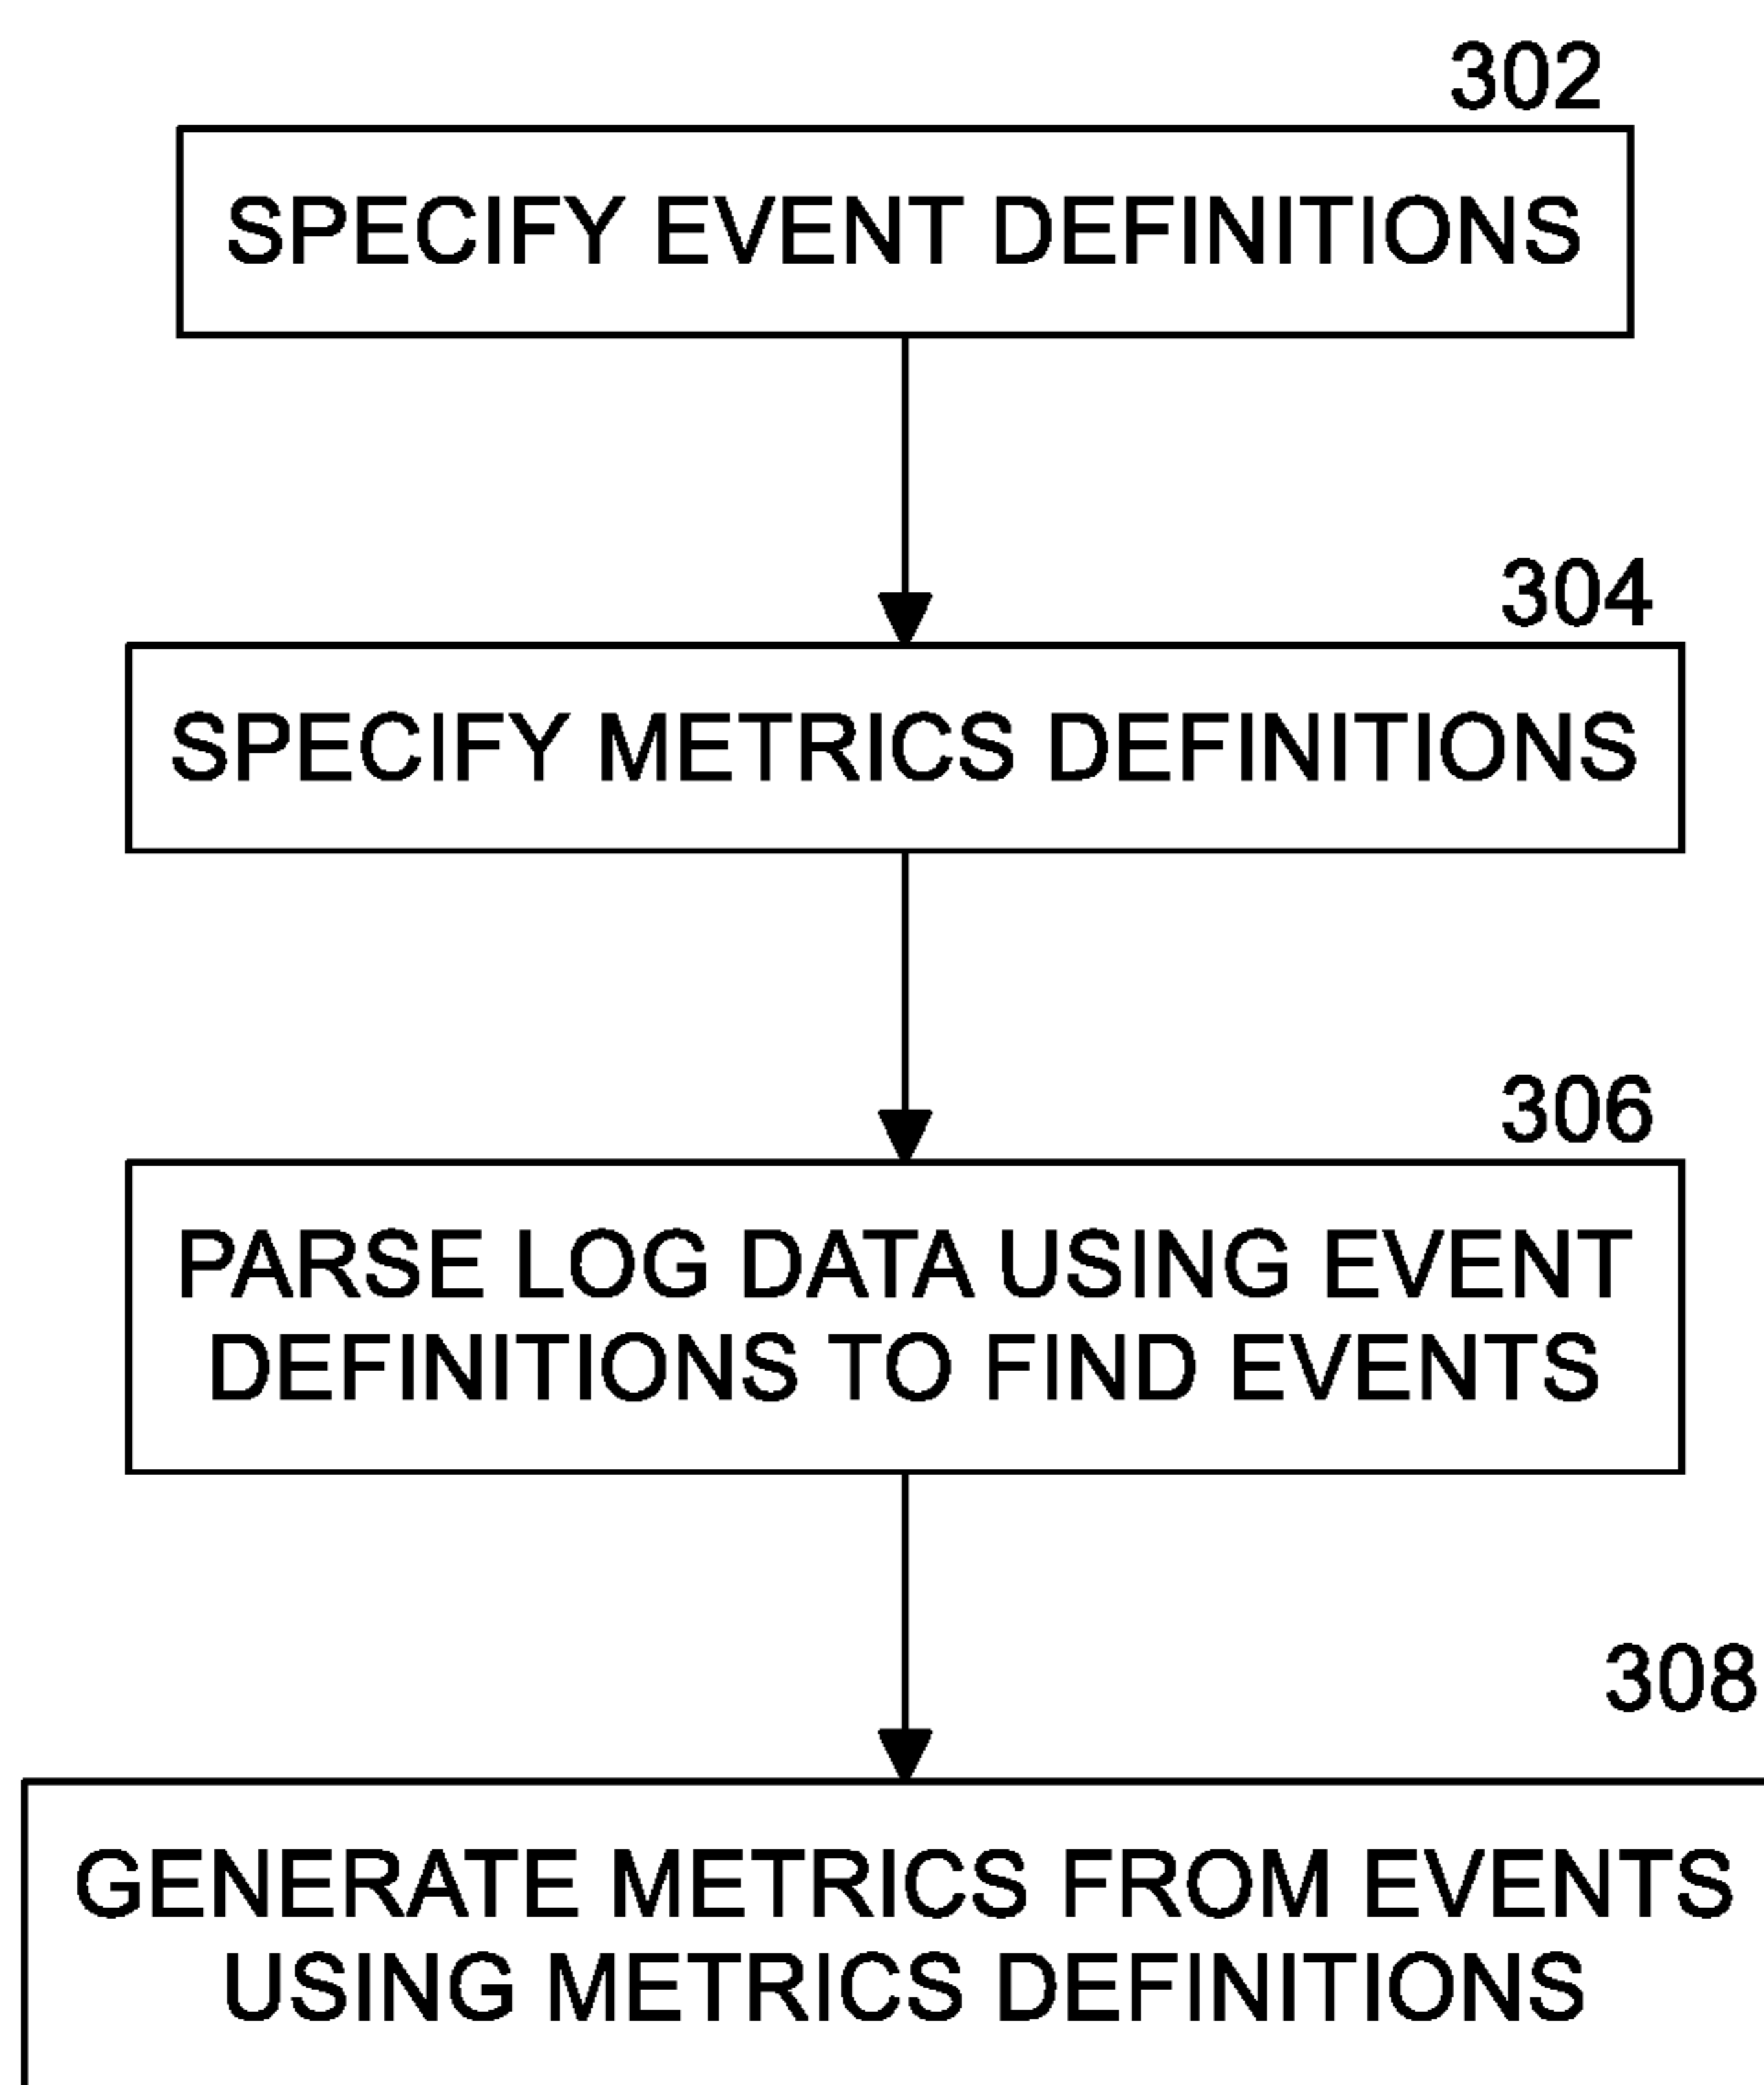 302
SPECIFY EVENT DEFINITIONS
304
SPECIFY METRICS DEFINITIONS
306
PARSE LOG DATA USING EVENT
DEFINITIONS TO FIND EVENTS
308
GENERATE METRICS FROM EVENTS
USING METRICS DEFINITIONS